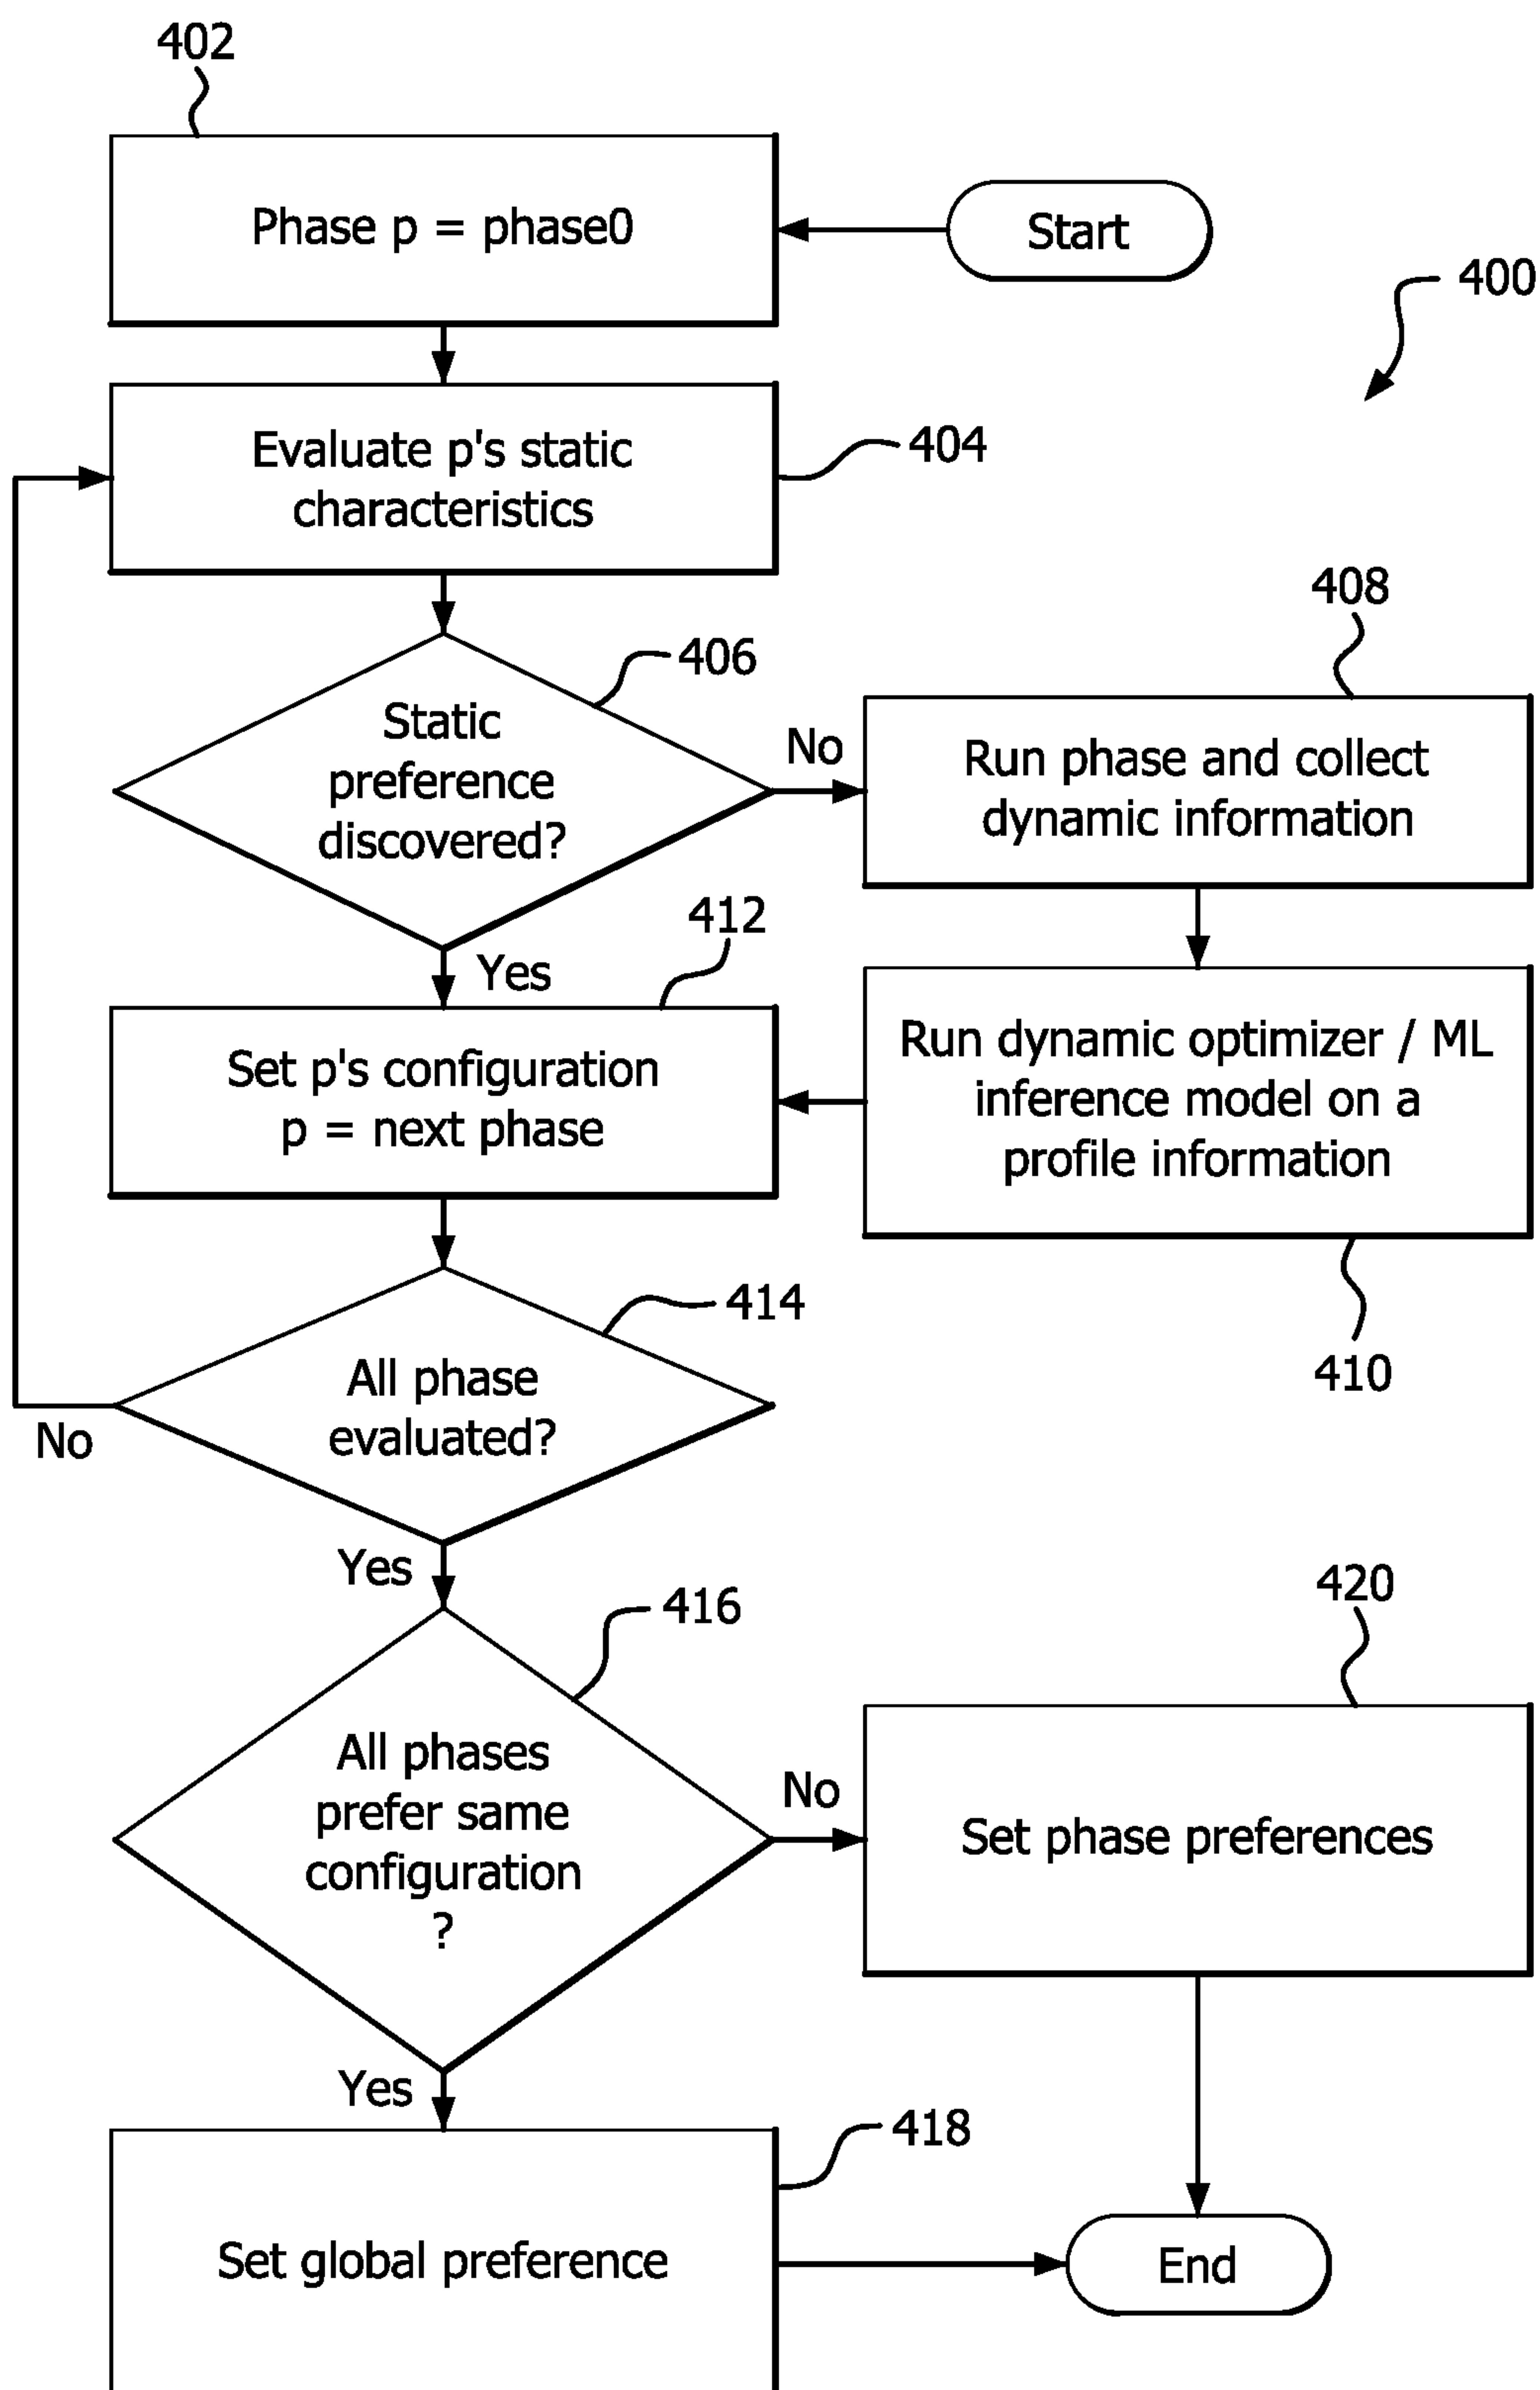 402
Phase p = phase0
Start
400
Evaluate p's static
characteristics
404
406
Static
preference
discovered?
No
408
Run phase and collect
dynamic information
Yes
412
Set p's configuration
p = next phase
Run dynamic optimizer / ML
inference model on a
profile information
410
414
All phase
evaluated?
No
Yes
416
All phases
prefer same
configuration
?
No
420
Set phase preferences
Yes
418
Set global preference
End